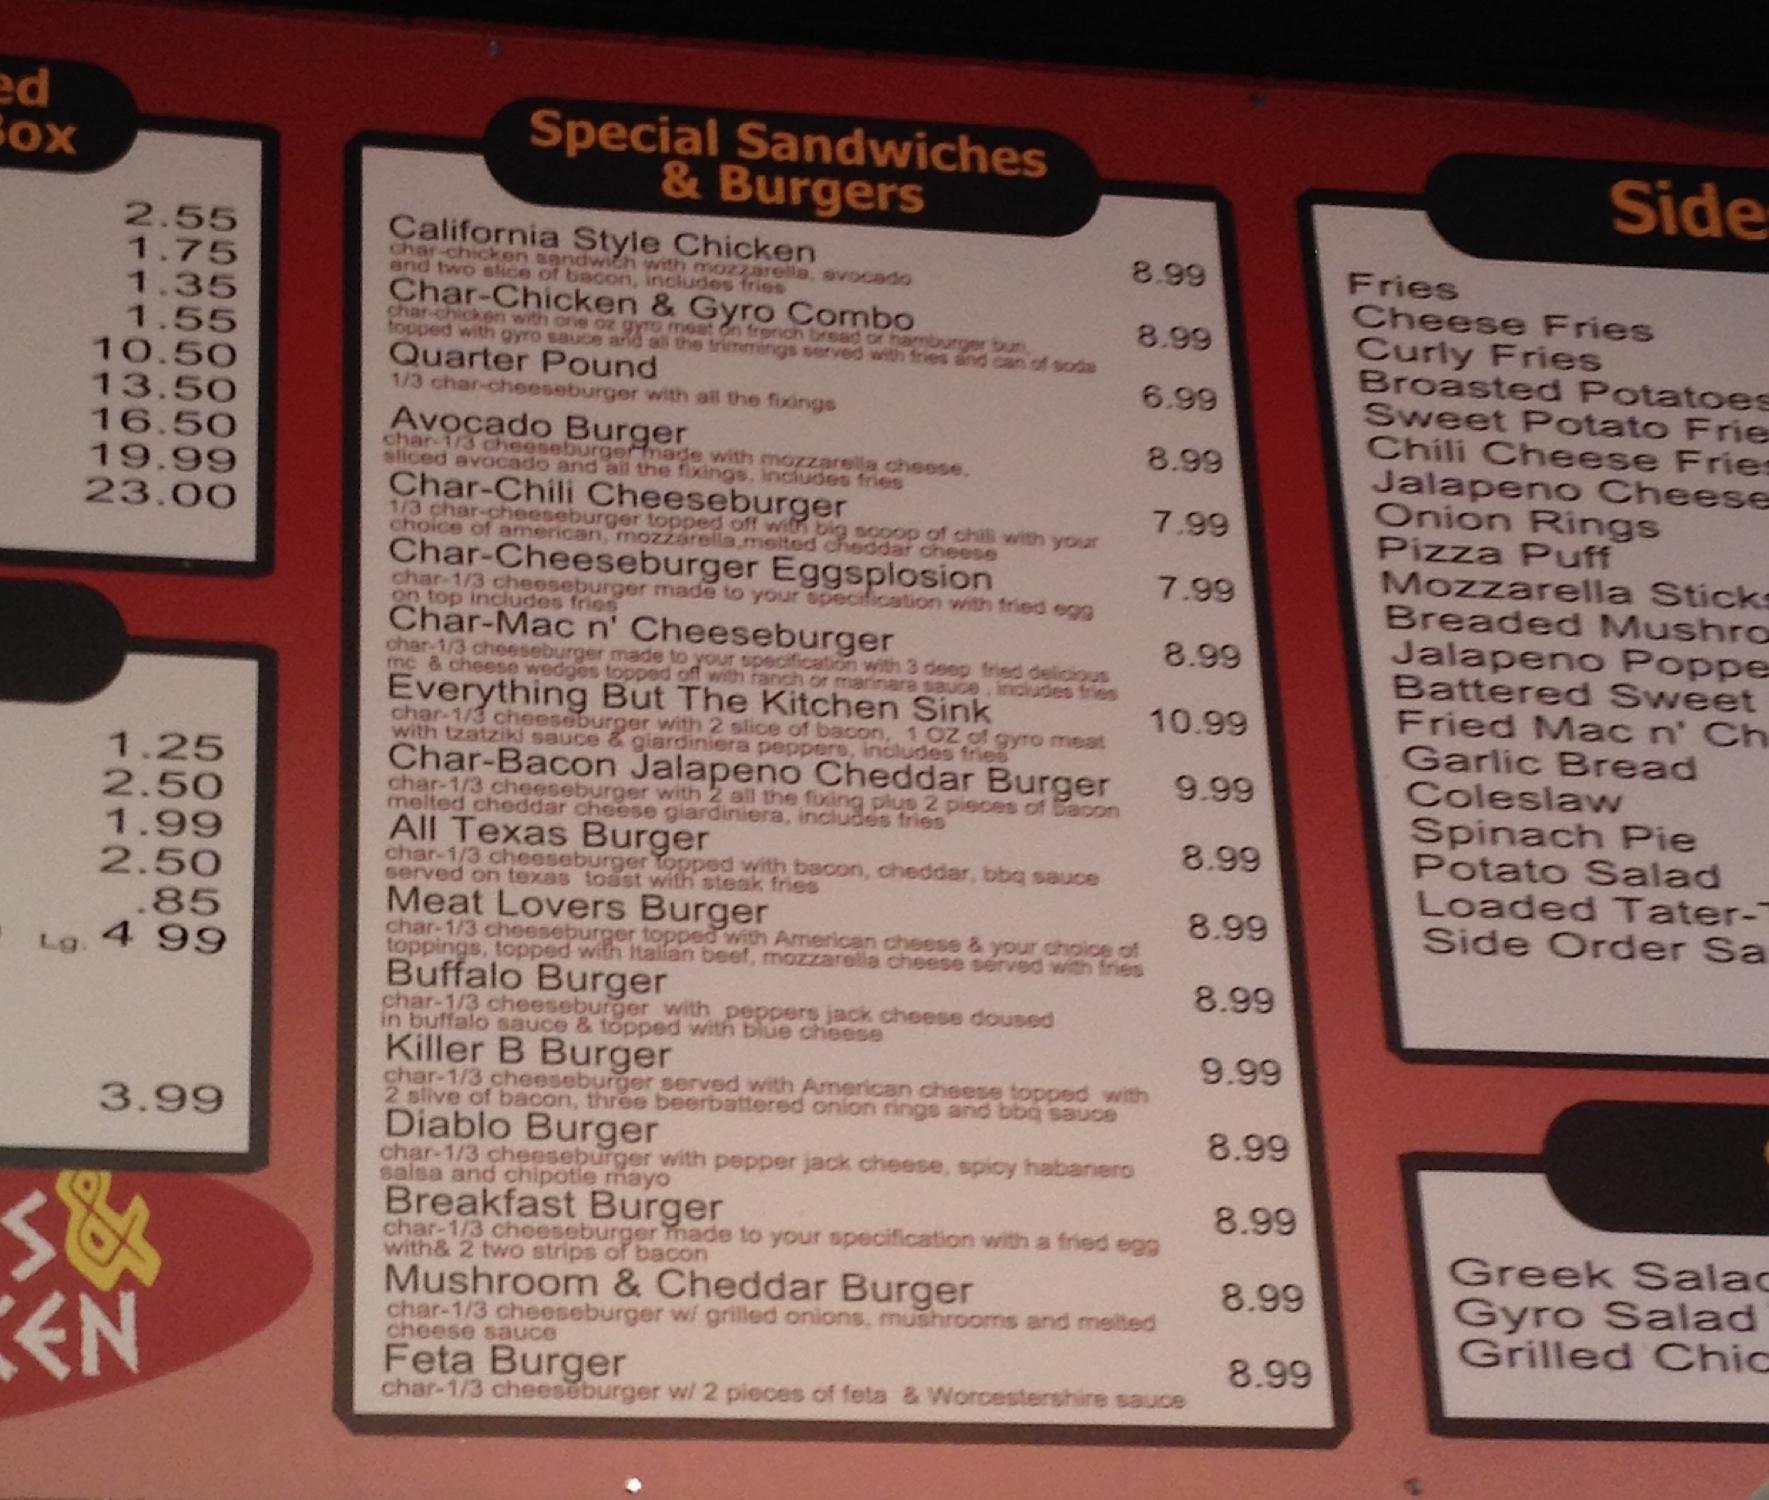 ed
Box
2.55
1.75
1.35
1.55
10.50
13.50
16.50
19.99
23.00
1.25
2.50
1.99
2.50
.85
Lg. 4 99
3.99
S &
KEN
Special Sandwiches
& Burgers
California Style Chicken 8.99
char-chicken sandwich with mozzarella, avocado
and two slice of bacon, includes fries
Char-Chicken & Gyro Combo 8.99
char-chicken with one oz gyro meat on french bread or hamburger bun
topped with gyro sauce and all the trimmings served with fries and can of soda
Quarter Pound 6.99
1/3 char-cheeseburger with all the fixings
Avocado Burger 8.99
char-1/3 cheeseburger made with mozzarella cheese,
sliced avocado and all the fixings, includes fries
Char-Chili Cheeseburger 7.99
1/3 char-cheeseburger topped off with big scoop of chili with your
choice of american, mozzarella,melted cheddar cheese
Char-Cheeseburger Eggsplosion 7.99
char-1/3 cheeseburger made to your specification with fried egg
on top includes fries
Char-Mac n' Cheeseburger 8.99
char-1/3 cheeseburger made to your specification with 3 deep fried delicious
mc & cheese wedges topped off with ranch or marinara sauce , includes fries
Everything But The Kitchen Sink 10.99
char-1/3 cheeseburger with 2 slice of bacon, 1 OZ of gyro meat
with tzatziki sauce & giardiniera peppers, includes fries
Char-Bacon Jalapeno Cheddar Burger 9.99
char-1/3 cheeseburger with 2 all the fixing plus 2 pieces of bacon
melted cheddar cheese giardiniera, includes fries
All Texas Burger 8.99
char-1/3 cheeseburger topped with bacon, cheddar, bbq sauce
served on texas toast with steak fries
Meat Lovers Burger 8.99
char-1/3 cheeseburger topped with American cheese & your choice of
toppings, topped with Italian beef, mozzarella cheese served with fries
Buffalo Burger 8.99
char-1/3 cheeseburger with peppers jack cheese doused
in buffalo sauce & topped with blue cheese
Killer B Burger 9.99
char-1/3 cheeseburger served with American cheese topped with
2 slive of bacon, three beerbattered onion rings and bbq sauce
Diablo Burger 8.99
char-1/3 cheeseburger with pepper jack cheese, spicy habanero
salsa and chipotle mayo
Breakfast Burger 8.99
char-1/3 cheeseburger made to your specification with a fried egg
with& 2 two strips of bacon
Mushroom & Cheddar Burger 8.99
char-1/3 cheeseburger w/ grilled onions, mushrooms and melted
cheese sauce
Feta Burger 8.99
char-1/3 cheeseburger w/ 2 pieces of feta & Worcestershire sauce
Side
Fries
Cheese Fries
Curly Fries
Broasted Potatoes
Sweet Potato Frie
Chili Cheese Fries
Jalapeno Cheese
Onion Rings
Pizza Puff
Mozzarella Sticks
Breaded Mushro
Jalapeno Poppe
Battered Sweet
Fried Mac n' Ch
Garlic Bread
Coleslaw
Spinach Pie
Potato Salad
Loaded Tater-T
Side Order Sa
Greek Salad
Gyro Salad
Grilled Chic